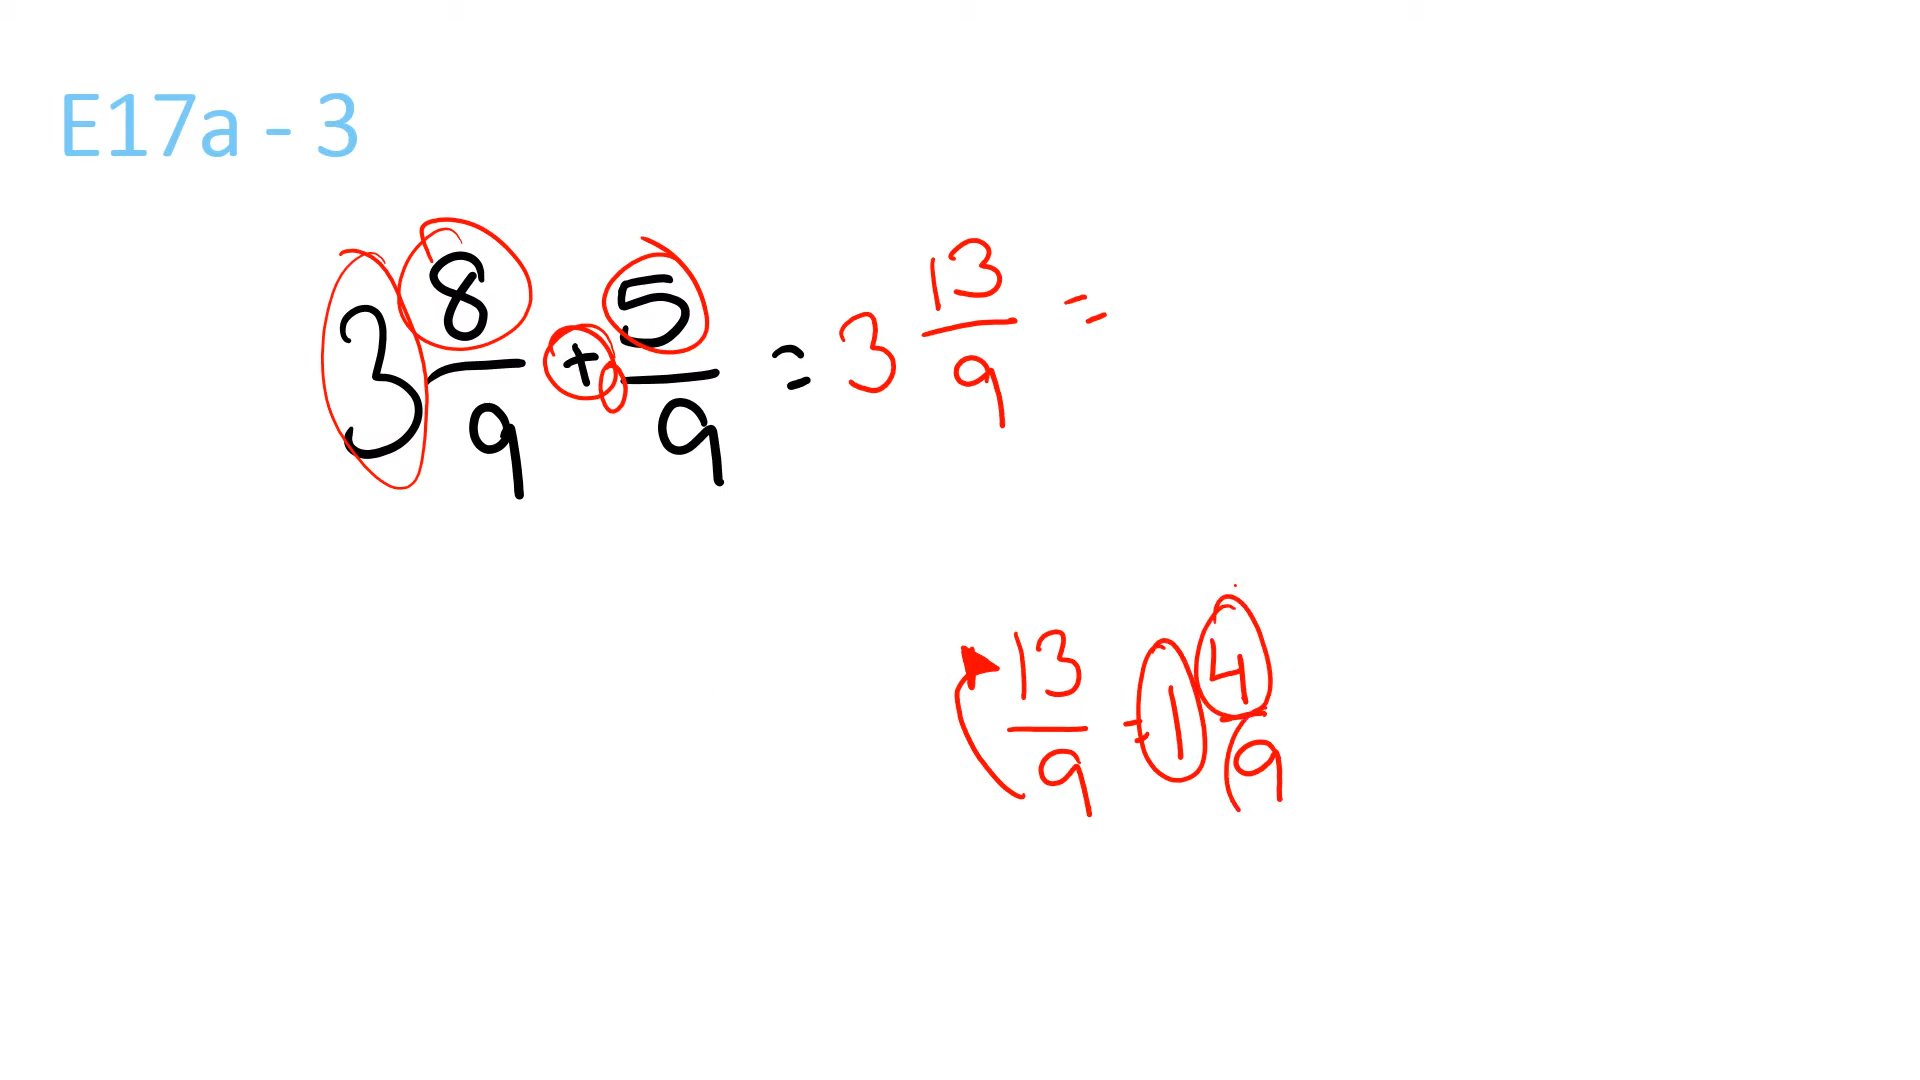 E17a - 3
3 8/9 + 5/9 = 3 13/9 =
13/9 = 1 4/9